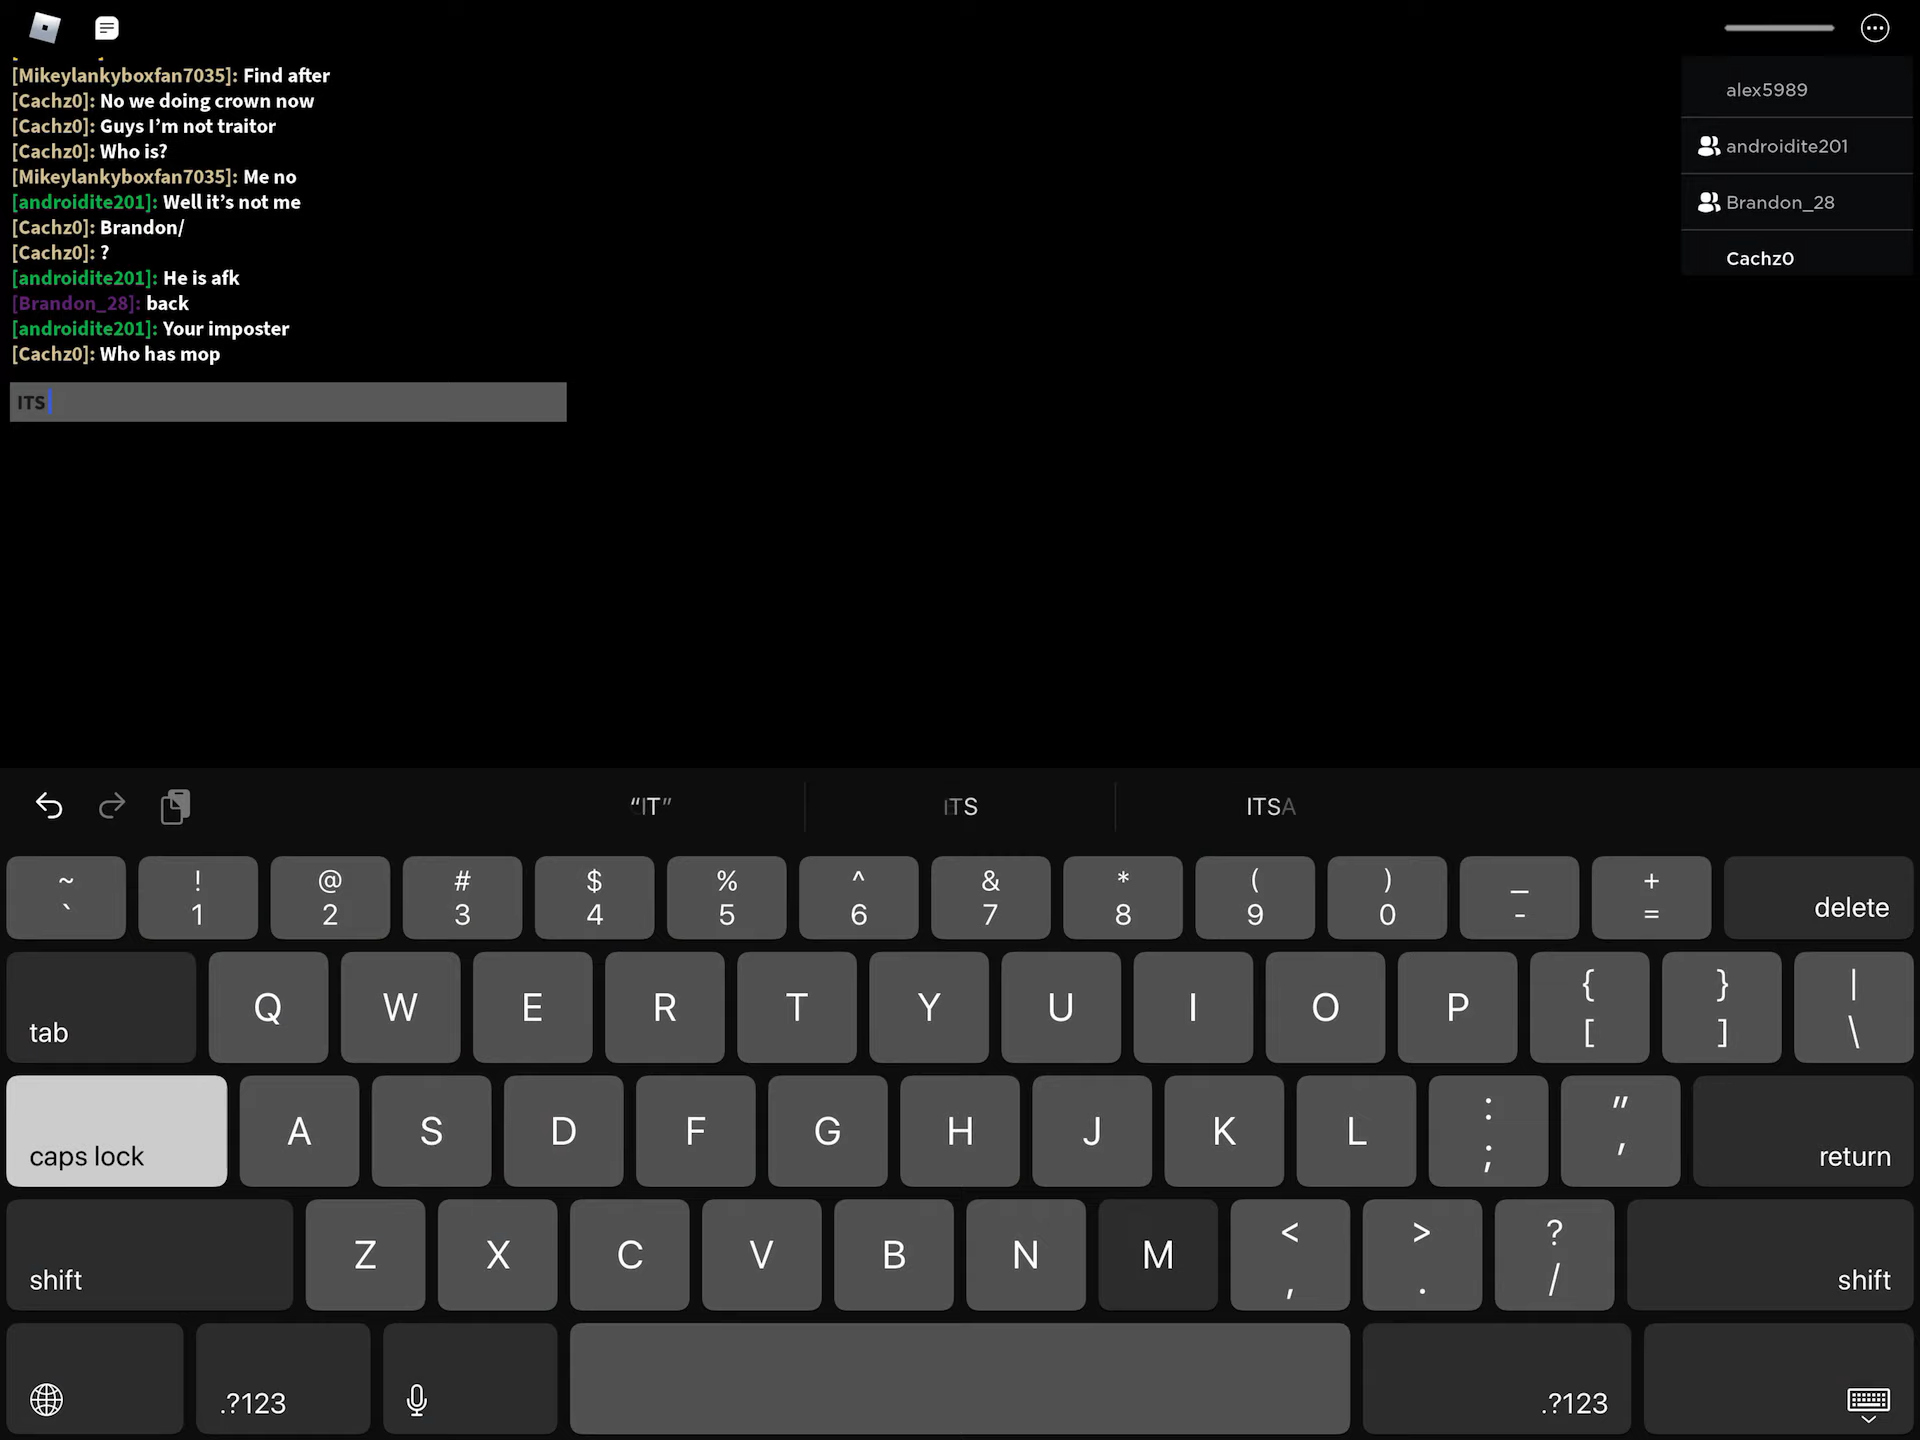 [Mikeylankyboxfan7035]: Find after
[Cachz0]: No we doing crown now
[Cachz0]: Guys I'm not traitor
[Cachz0]: Who is?
[Mikeylankyboxfan7035]: Me no
[androidite201]: Well it's not me
[Cachz0]: Brandon/
[Cachz0]: ?
[androidite201]: He is afk
[Brandon_28]: back
[androidite201]: Your imposter
[Cachz0]: Who has mop
ITS
alex5989
androidite201
Brandon_28
Cachz0
“IT” ITS ITSA
~ ! @ # $ % ^ & * ( ) _ +
` 1 2 3 4 5 6 7 8 9 0 - = delete
tab Q W E R T Y U I O P { [ } ] | \
caps lock A S D F G H J K L : ; " ' return
shift Z X C V B N M < , > . ? / shift
.?123 .?123